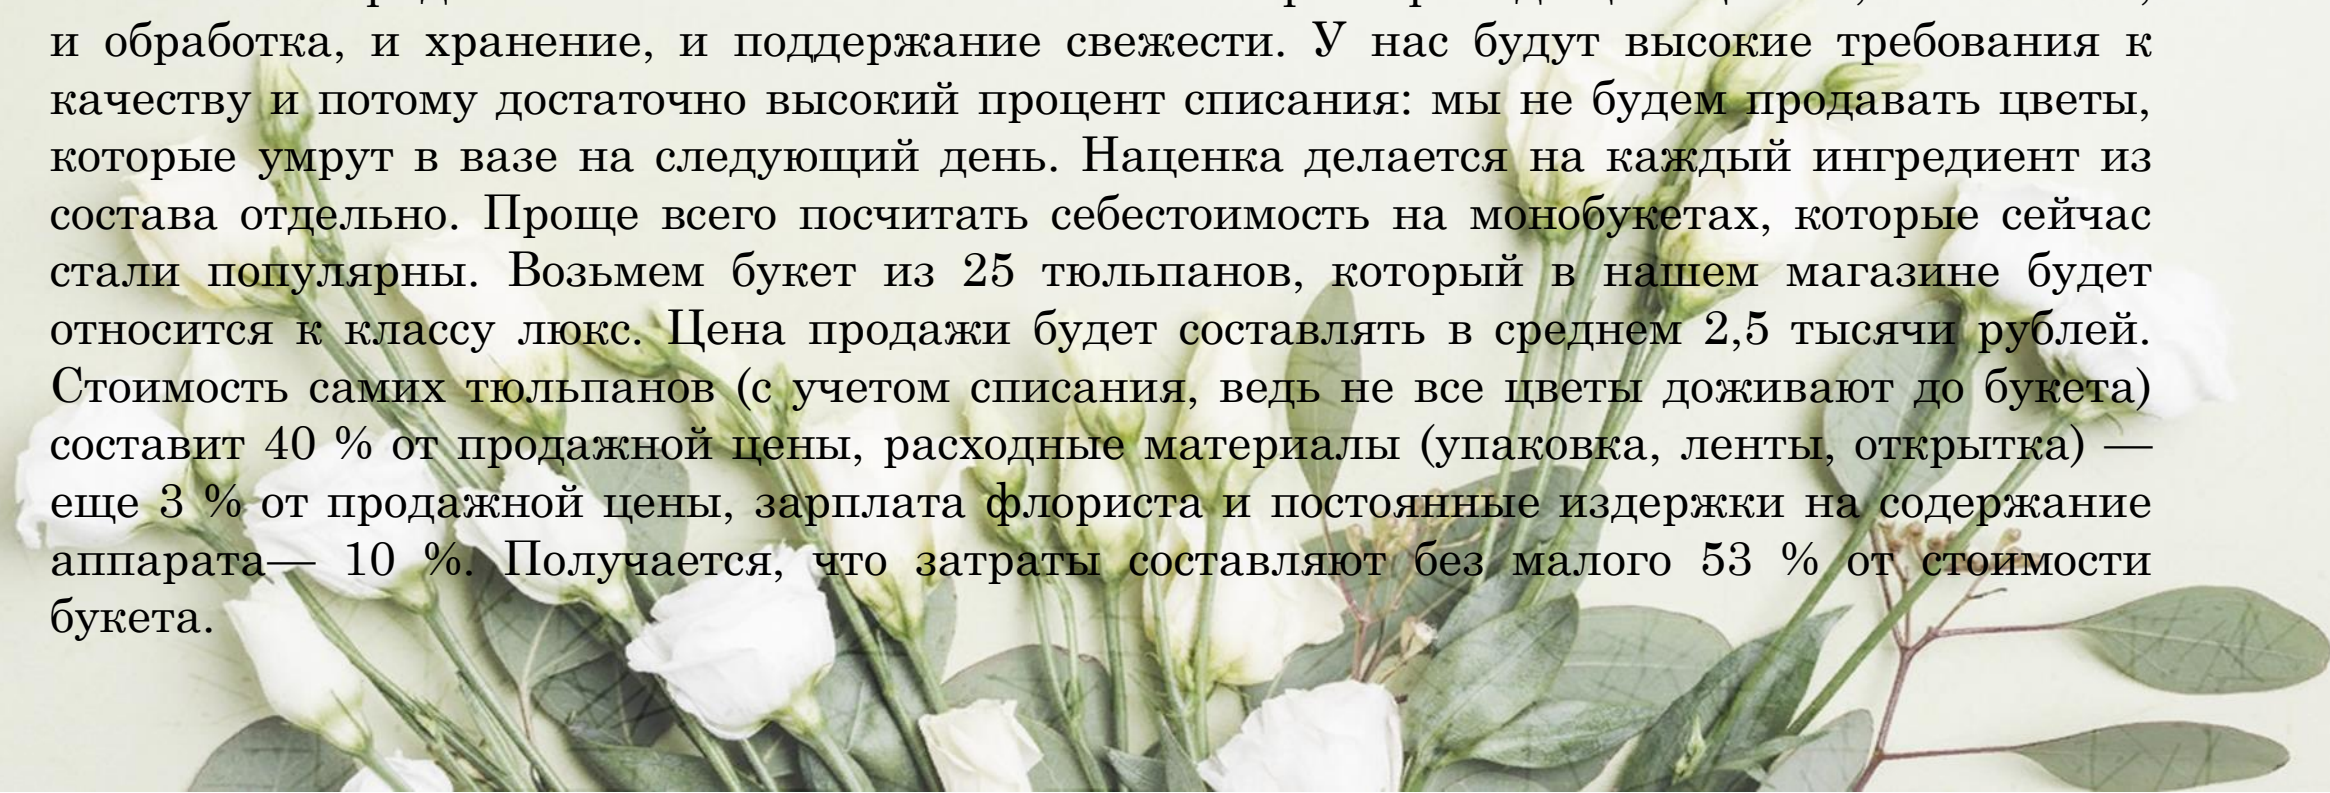 и обработка, и хранение, и поддержание свежести. У нас будут высокие требования к
качеству и потому достаточно высокий процент списания: мы не будем продавать цветы,
которые умрут в вазе на следующий день. Наценка делается на каждый ингредиент из
состава отдельно. Проще всего посчитать себестоимость на монобукетах, которые сейчас
стали популярны. Возьмем букет из 25 тюльпанов, который в нашем магазине будет
относится к классу люкс. Цена продажи будет составлять в среднем 2,5 тысячи рублей.
Стоимость самих тюльпанов (с учетом списания, ведь не все цветы доживают до букета)
составит 40 % от продажной цены, расходные материалы (упаковка, ленты, открытка) —
еще 3 % от продажной цены, зарплата флориста и постоянные издержки на содержание
аппарата— 10 %. Получается, что затраты составляют без малого 53 % от стоимости
букета.